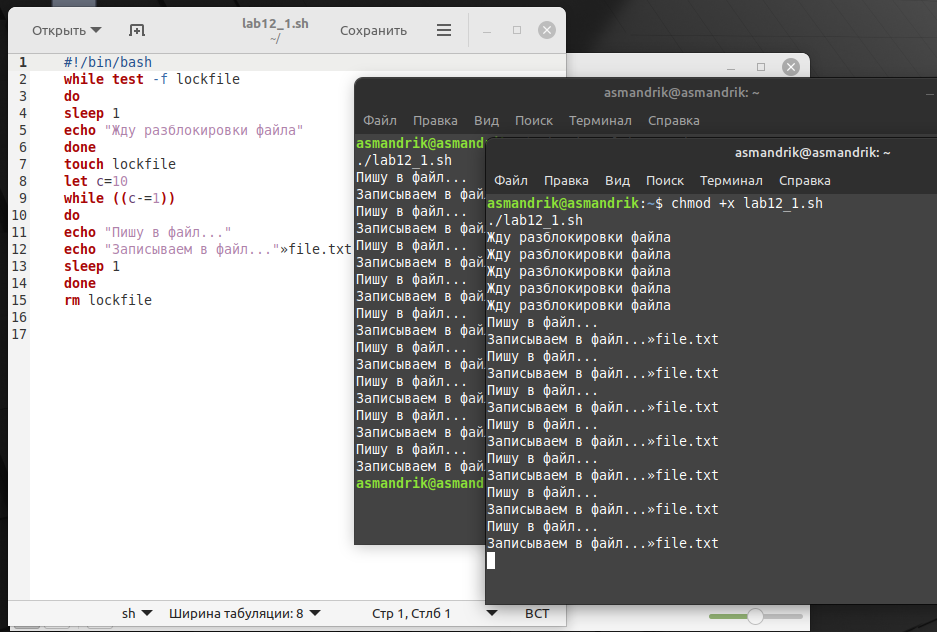 Открыть
lab12_1.sh
~/
Сохранить
1 #!/bin/bash
2 while test -f lockfile
3 do
4 sleep 1
5 echo "Жду разблокировки файла"
6 done
7 touch lockfile
8 let c=10
9 while ((c-=1))
10 do
11 echo "Пишу в файл..."
12 echo "Записываем в файл..."»file.txt
13 sleep 1
14 done
15 rm lockfile
16
17
sh Ширина табуляции: 8 Стр 1, Стлб 1 ВСТ
asmandrik@asmandrik: ~
Файл Правка Вид Поиск Терминал Справка
asmandrik@asmand
./lab12_1.sh
Пишу в файл...
Записываем в фай
Пишу в файл...
Записываем в фай
Пишу в файл...
Записываем в фай
Пишу в файл...
Записываем в фай
Пишу в файл...
Записываем в фай
Пишу в файл...
Записываем в фай
Пишу в файл...
Записываем в фай
Пишу в файл...
Записываем в фай
Пишу в файл...
Записываем в фай
asmandrik@asmand
asmandrik@asmandrik: ~
Файл Правка Вид Поиск Терминал Справка
asmandrik@asmandrik:~$ chmod +x lab12_1.sh
./lab12_1.sh
Жду разблокировки файла
Жду разблокировки файла
Жду разблокировки файла
Жду разблокировки файла
Жду разблокировки файла
Пишу в файл...
Записываем в файл...»file.txt
Пишу в файл...
Записываем в файл...»file.txt
Пишу в файл...
Записываем в файл...»file.txt
Пишу в файл...
Записываем в файл...»file.txt
Пишу в файл...
Записываем в файл...»file.txt
Пишу в файл...
Записываем в файл...»file.txt
Пишу в файл...
Записываем в файл...»file.txt